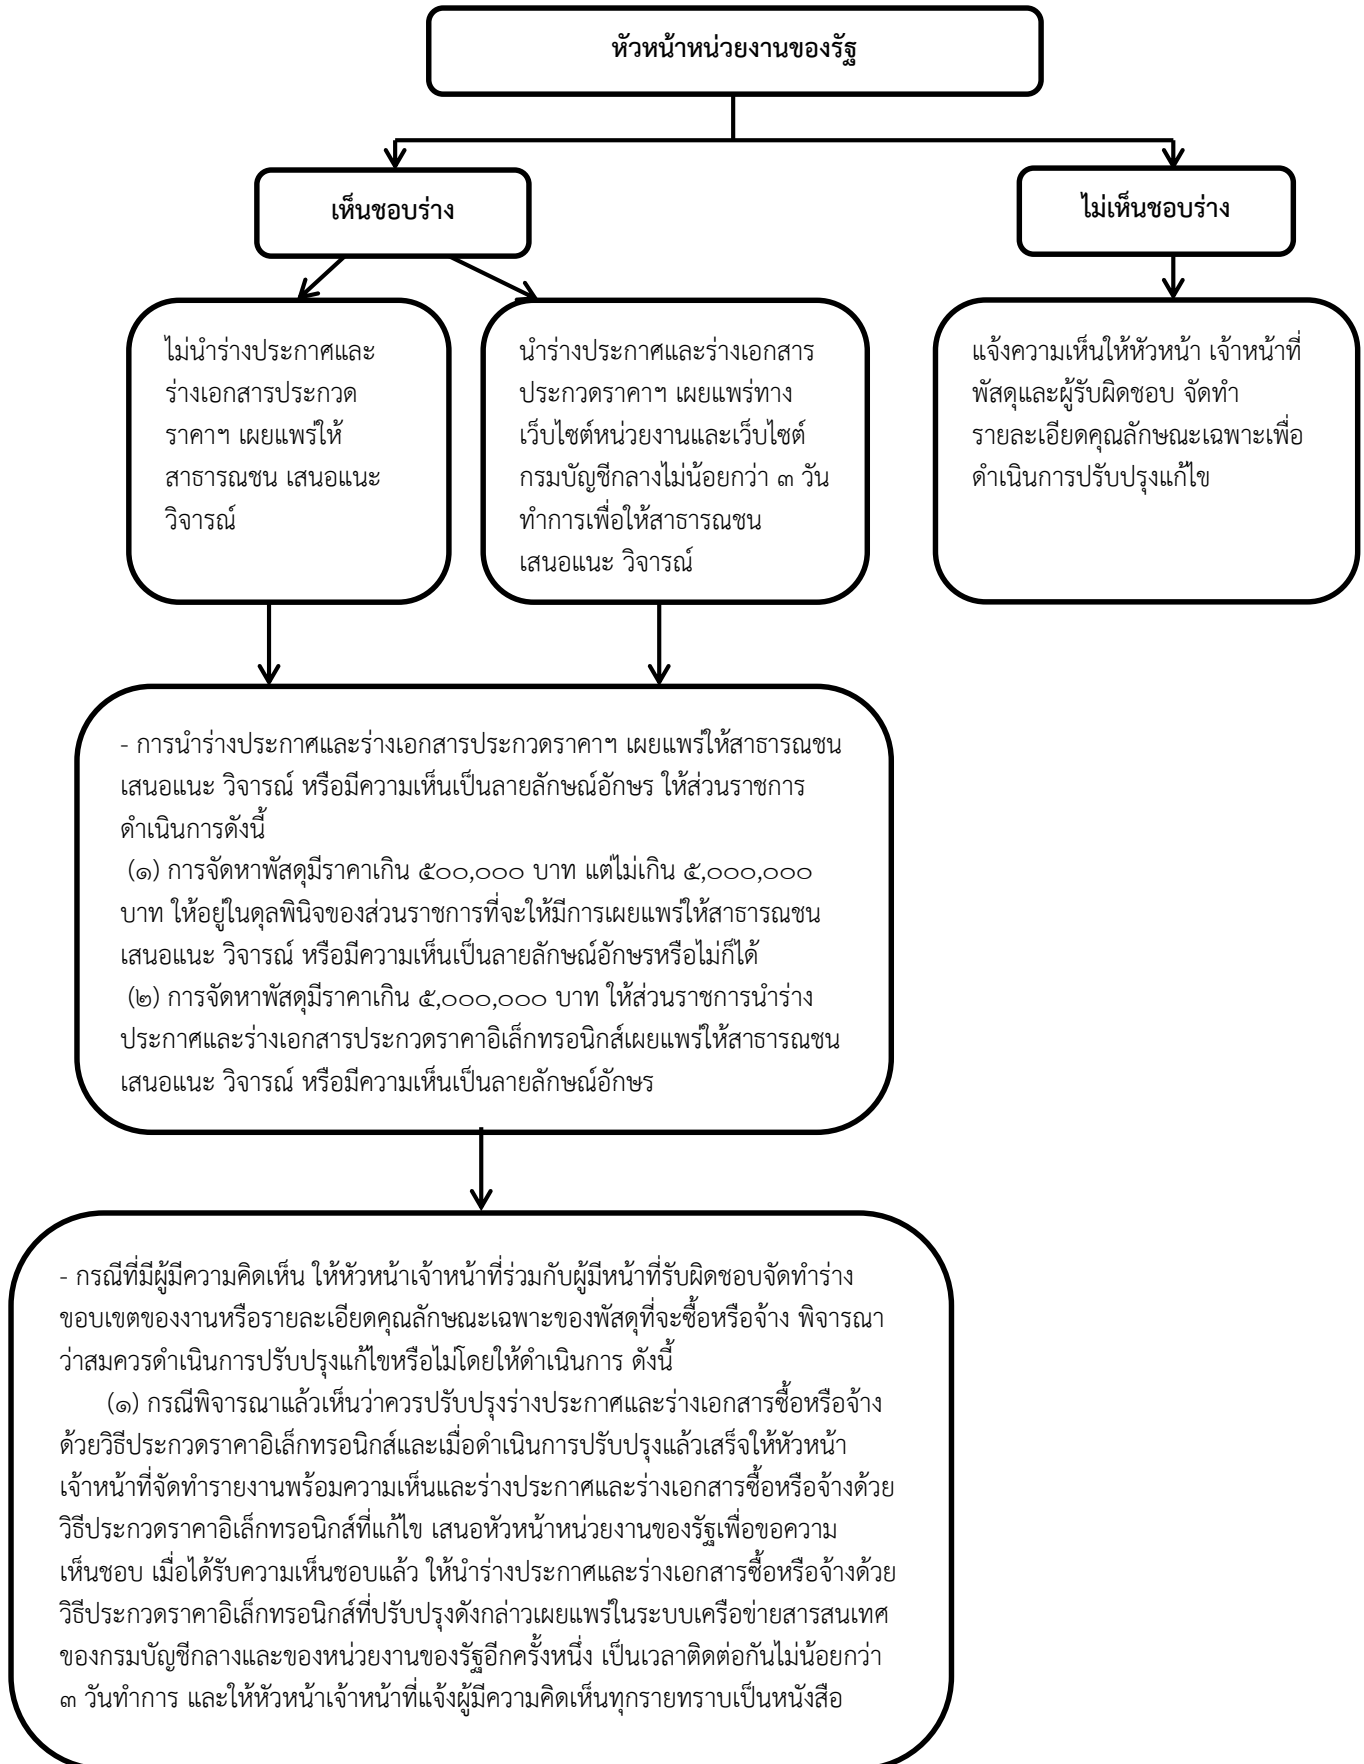 หัวหน้าหน่วยงานของรัฐ
เห็นชอบร่าง
ไม่เห็นชอบร่าง
ไม่นำร่างประกาศและ
ร่างเอกสารประกวด
ราคาฯ เผยแพร่ให้
สาธารณชน เสนอแนะ
วิจารณ์
นำร่างประกาศและร่างเอกสาร
ประกวดราคาฯ เผยแพร่ทาง
เว็บไซต์หน่วยงานและเว็บไซต์
กรมบัญชีกลางไม่น้อยกว่า ๓ วัน
ทำการเพื่อให้สาธารณชน
เสนอแนะ วิจารณ์
แจ้งความเห็นให้หัวหน้า เจ้าหน้าที่
พัสดุและผู้รับผิดชอบ จัดทำ
รายละเอียดคุณลักษณะเฉพาะเพื่อ
ดำเนินการปรับปรุงแก้ไข
- การนำร่างประกาศและร่างเอกสารประกวดราคาฯ เผยแพร่ให้สาธารณชน
เสนอแนะ วิจารณ์ หรือมีความเห็นเป็นลายลักษณ์อักษร ให้ส่วนราชการ
ดำเนินการดังนี้
(๑) การจัดหาพัสดุมีราคาเกิน ๕๐๐,๐๐๐ บาท แต่ไม่เกิน ๕,๐๐๐,๐๐๐
บาท ให้อยู่ในดุลพินิจของส่วนราชการที่จะให้มีการเผยแพร่ให้สาธารณชน
เสนอแนะ วิจารณ์ หรือมีความเห็นเป็นลายลักษณ์อักษรหรือไม่ก็ได้
(๒) การจัดหาพัสดุมีราคาเกิน ๕,๐๐๐,๐๐๐ บาท ให้ส่วนราชการนำร่าง
ประกาศและร่างเอกสารประกวดราคาอิเล็กทรอนิกส์เผยแพร่ให้สาธารณชน
เสนอแนะ วิจารณ์ หรือมีความเห็นเป็นลายลักษณ์อักษร
- กรณีที่มีผู้มีความคิดเห็น ให้หัวหน้าเจ้าหน้าที่ร่วมกับผู้มีหน้าที่รับผิดชอบจัดทำร่าง
ขอบเขตของงานหรือรายละเอียดคุณลักษณะเฉพาะของพัสดุที่จะซื้อหรือจ้าง พิจารณา
ว่าสมควรดำเนินการปรับปรุงแก้ไขหรือไม่โดยให้ดำเนินการ ดังนี้
(๑) กรณีพิจารณาแล้วเห็นว่าควรปรับปรุงร่างประกาศและร่างเอกสารซื้อหรือจ้าง
ด้วยวิธีประกวดราคาอิเล็กทรอนิกส์และเมื่อดำเนินการปรับปรุงแล้วเสร็จให้หัวหน้า
เจ้าหน้าที่จัดทำรายงานพร้อมความเห็นและร่างประกาศและร่างเอกสารซื้อหรือจ้างด้วย
วิธีประกวดราคาอิเล็กทรอนิกส์ที่แก้ไข เสนอหัวหน้าหน่วยงานของรัฐเพื่อขอความ
เห็นชอบ เมื่อได้รับความเห็นชอบแล้ว ให้นำร่างประกาศและร่างเอกสารซื้อหรือจ้างด้วย
วิธีประกวดราคาอิเล็กทรอนิกส์ที่ปรับปรุงดังกล่าวเผยแพร่ในระบบเครือข่ายสารสนเทศ
ของกรมบัญชีกลางและของหน่วยงานของรัฐอีกครั้งหนึ่ง เป็นเวลาติดต่อกันไม่น้อยกว่า
๓ วันทำการ และให้หัวหน้าเจ้าหน้าที่แจ้งผู้มีความคิดเห็นทุกรายทราบเป็นหนังสือ